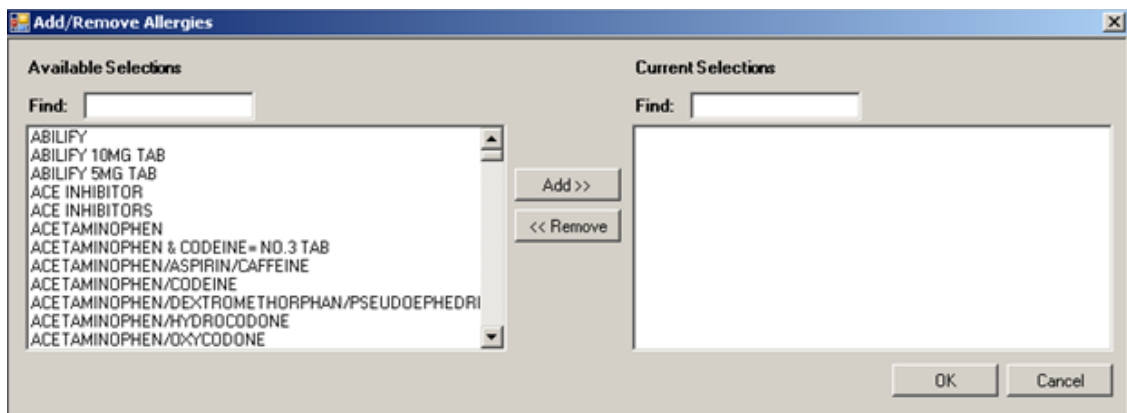 Add/Remove Allergies
Available Selections
Find:
ABILIFY
ABILIFY 10MG TAB
ABILIFY 5MG TAB
ACE INHIBITOR
ACE INHIBITORS
ACETAMINOPHEN
ACETAMINOPHEN & CODEINE= NO.3 TAB
ACETAMINOPHEN/ASPIRIN/CAFFEINE
ACETAMINOPHEN/CODEINE
ACETAMINOPHEN/DEXTROMETHORPHAN/PSEUDOEPHEDRI
ACETAMINOPHEN/HYDROCODONE
ACETAMINOPHEN/OXYCODONE
Add >>
<< Remove
Current Selections
Find:
OK
Cancel